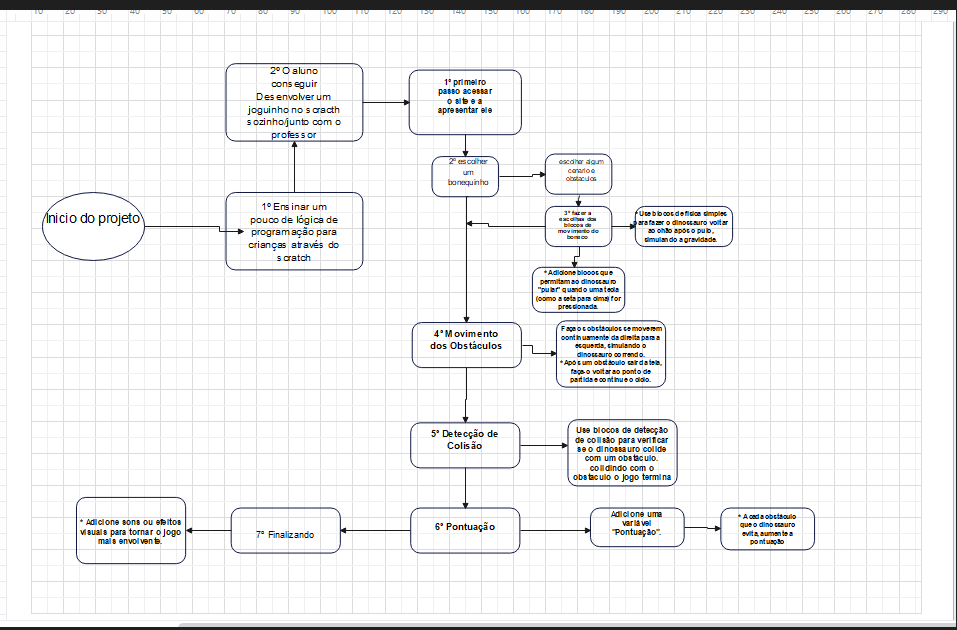 10 20 30 40 50 60 70 80 90 100 110 120 130 140 150 160 170 180 190 200 210 220 230 240 250 260 270 280 290
Inicio do projeto
1º Ensinar um
pouco de lógica de
programação para
crianças através do
scratch
2º O aluno
conseguir
Desenvolver um
joguinho no scracth
sozinho/junto com o
professor
1º primeiro
passo acessar
o site e a
apresentar ele
2º escolher
um
bonequinho
escolher algum
cenario e
obstaculos
3º fazer a
escolhas dos
blocos de
movimento do
boneco
* Use blocos de física simples
para fazer o dinossauro voltar
ao chão após o pulo,
simulando a gravidade.
* Adicione blocos que
permitam ao dinossauro
"pular" quando uma tecla
(como a seta para cima) for
pressionada.
4º Movimento
dos Obstáculos
Faça os obstáculos se moverem
continuamente da direita para a
esquerda, simulando o
dinossauro correndo.
* Após um obstáculo sair da tela,
faça-o voltar ao ponto de
partida e continue o ciclo.
5º Detecção de
Colisão
Use blocos de detecção
de colisão para verificar
se o dinossauro colide
com um obstáculo.
colidindo com o
obstaculo o jogo termina
6º Pontuação
Adicione uma
variável
"Pontuação".
* A cada obstáculo
que o dinossauro
evita, aumente a
pontuação
7º Finalizando
* Adicione sons ou efeitos
visuais para tornar o jogo
mais envolvente.